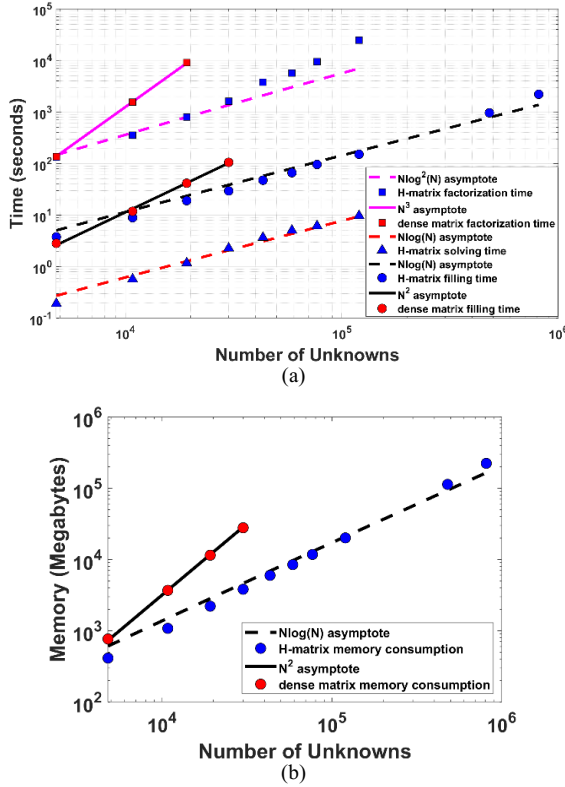 10^5
10^4
10^3
10^2
10^1
10^0
10^-1
Time (seconds)
10^4
10^5
10^6
Number of Unknowns
Nlog^2(N) asymptote
H-matrix factorization time
N^3 asymptote
dense matrix factorization time
Nlog(N) asymptote
H-matrix solving time
Nlog(N) asymptote
H-matrix filling time
N^2 asymptote
dense matrix filling time
(a)
10^6
10^5
10^4
10^3
10^2
Memory (Megabytes)
10^4
10^5
10^6
Number of Unknowns
Nlog(N) asymptote
H-matrix memory consumption
N^2 asymptote
dense matrix memory consumption
(b)